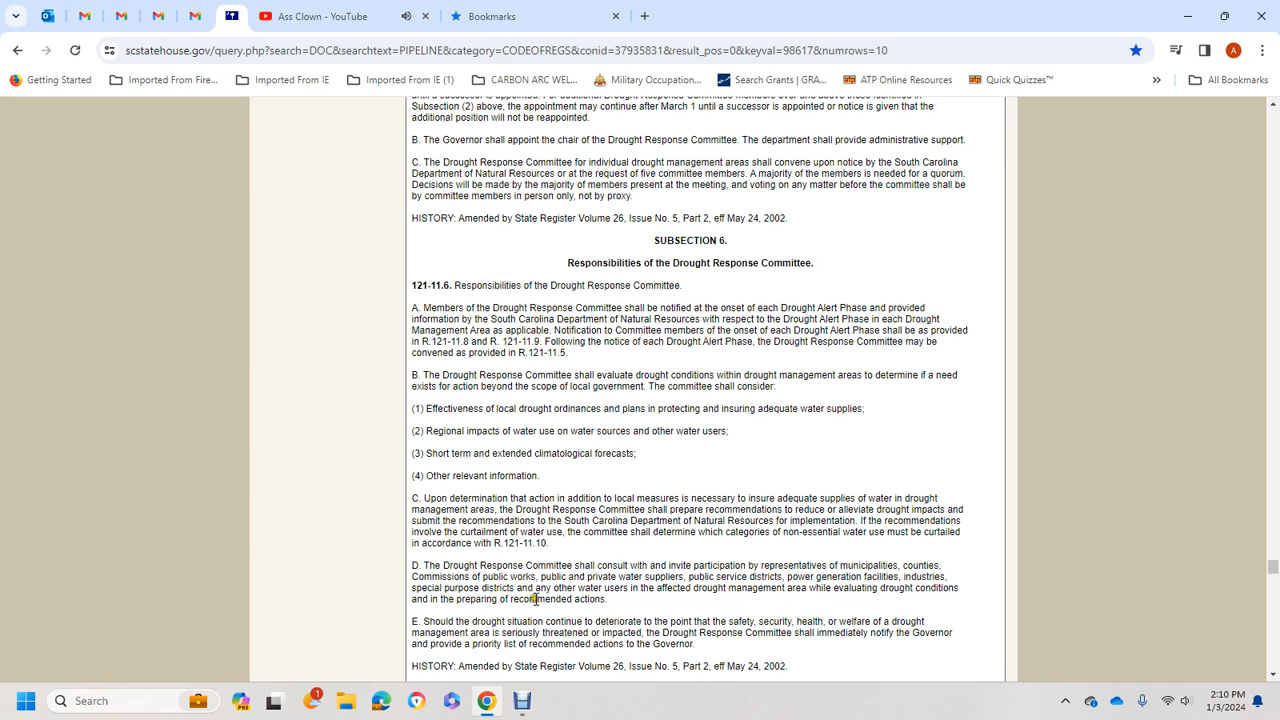 Ass Clown - YouTube
Bookmarks
scstatehouse.gov/query.php?search=DOC&searchtext=PIPELINE&category=CODEOFREGS&conid=37935831&result_pos=0&keyval=98617&numrows=10
A
Getting Started
Imported From Fire...
Imported From IE
Imported From IE (1)
CARBON ARC WEL...
Military Occupation...
Search Grants | GRA...
ATP Online Resources
Quick Quizzes™
All Bookmarks
Subsection (2) above, the appointment may continue after March 1 until a successor is appointed or notice is given that the
additional position will not be reappointed.
B. The Governor shall appoint the chair of the Drought Response Committee. The department shall provide administrative support.
C. The Drought Response Committee for individual drought management areas shall convene upon notice by the South Carolina
Department of Natural Resources or at the request of five committee members. A majority of the members is needed for a quorum.
Decisions will be made by the majority of members present at the meeting, and voting on any matter before the committee shall be
by committee members in person only, not by proxy.
HISTORY: Amended by State Register Volume 26, Issue No. 5, Part 2, eff May 24, 2002.
SUBSECTION 6.
Responsibilities of the Drought Response Committee.
121-11.6. Responsibilities of the Drought Response Committee.
A. Members of the Drought Response Committee shall be notified at the onset of each Drought Alert Phase and provided
information by the South Carolina Department of Natural Resources with respect to the Drought Alert Phase in each Drought
Management Area as applicable. Notification to Committee members of the onset of each Drought Alert Phase shall be as provided
in R.121-11.8 and R. 121-11.9. Following the notice of each Drought Alert Phase, the Drought Response Committee may be
convened as provided in R.121-11.5.
B. The Drought Response Committee shall evaluate drought conditions within drought management areas to determine if a need
exists for action beyond the scope of local government. The committee shall consider:
(1) Effectiveness of local drought ordinances and plans in protecting and insuring adequate water supplies;
(2) Regional impacts of water use on water sources and other water users;
(3) Short term and extended climatological forecasts;
(4) Other relevant information.
C. Upon determination that action in addition to local measures is necessary to insure adequate supplies of water in drought
management areas, the Drought Response Committee shall prepare recommendations to reduce or alleviate drought impacts and
submit the recommendations to the South Carolina Department of Natural Resources for implementation. If the recommendations
involve the curtailment of water use, the committee shall determine which categories of non-essential water use must be curtailed
in accordance with R.121-11.10.
D. The Drought Response Committee shall consult with and invite participation by representatives of municipalities, counties,
Commissions of public works, public and private water suppliers, public service districts, power generation facilities, industries,
special purpose districts and any other water users in the affected drought management area while evaluating drought conditions
and in the preparing of recommended actions.
E. Should the drought situation continue to deteriorate to the point that the safety, security, health, or welfare of a drought
management area is seriously threatened or impacted, the Drought Response Committee shall immediately notify the Governor
and provide a priority list of recommended actions to the Governor.
HISTORY: Amended by State Register Volume 26, Issue No. 5, Part 2, eff May 24, 2002.
Search
PRE
1
2:10 PM
1/3/2024